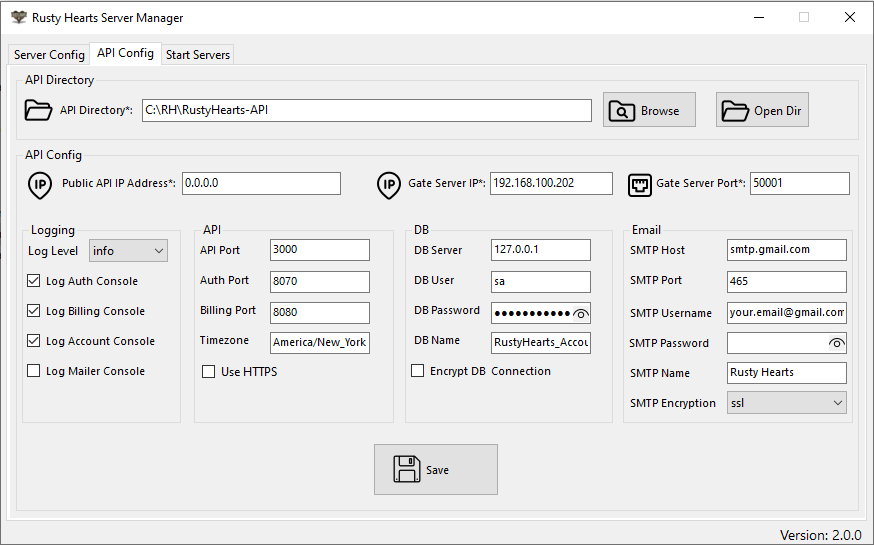 Rusty Hearts Server Manager
Server Config API Config Start Servers
API Directory
API Directory*: C:\RH\RustyHearts-API Browse Open Dir
API Config
IP Public API IP Address*: 0.0.0.0 IP Gate Server IP*: 192.168.100.202 Gate Server Port*: 50001
Logging
Log Level info
Log Auth Console
Log Billing Console
Log Account Console
Log Mailer Console
API
API Port 3000
Auth Port 8070
Billing Port 8080
Timezone America/New_York
Use HTTPS
DB
DB Server 127.0.0.1
DB User sa
DB Password ●●●●●●●●●●●
DB Name RustyHearts_Accou
Encrypt DB Connection
Email
SMTP Host smtp.gmail.com
SMTP Port 465
SMTP Username your.email@gmail.com
SMTP Password
SMTP Name Rusty Hearts
SMTP Encryption ssl
Save
Version: 2.0.0